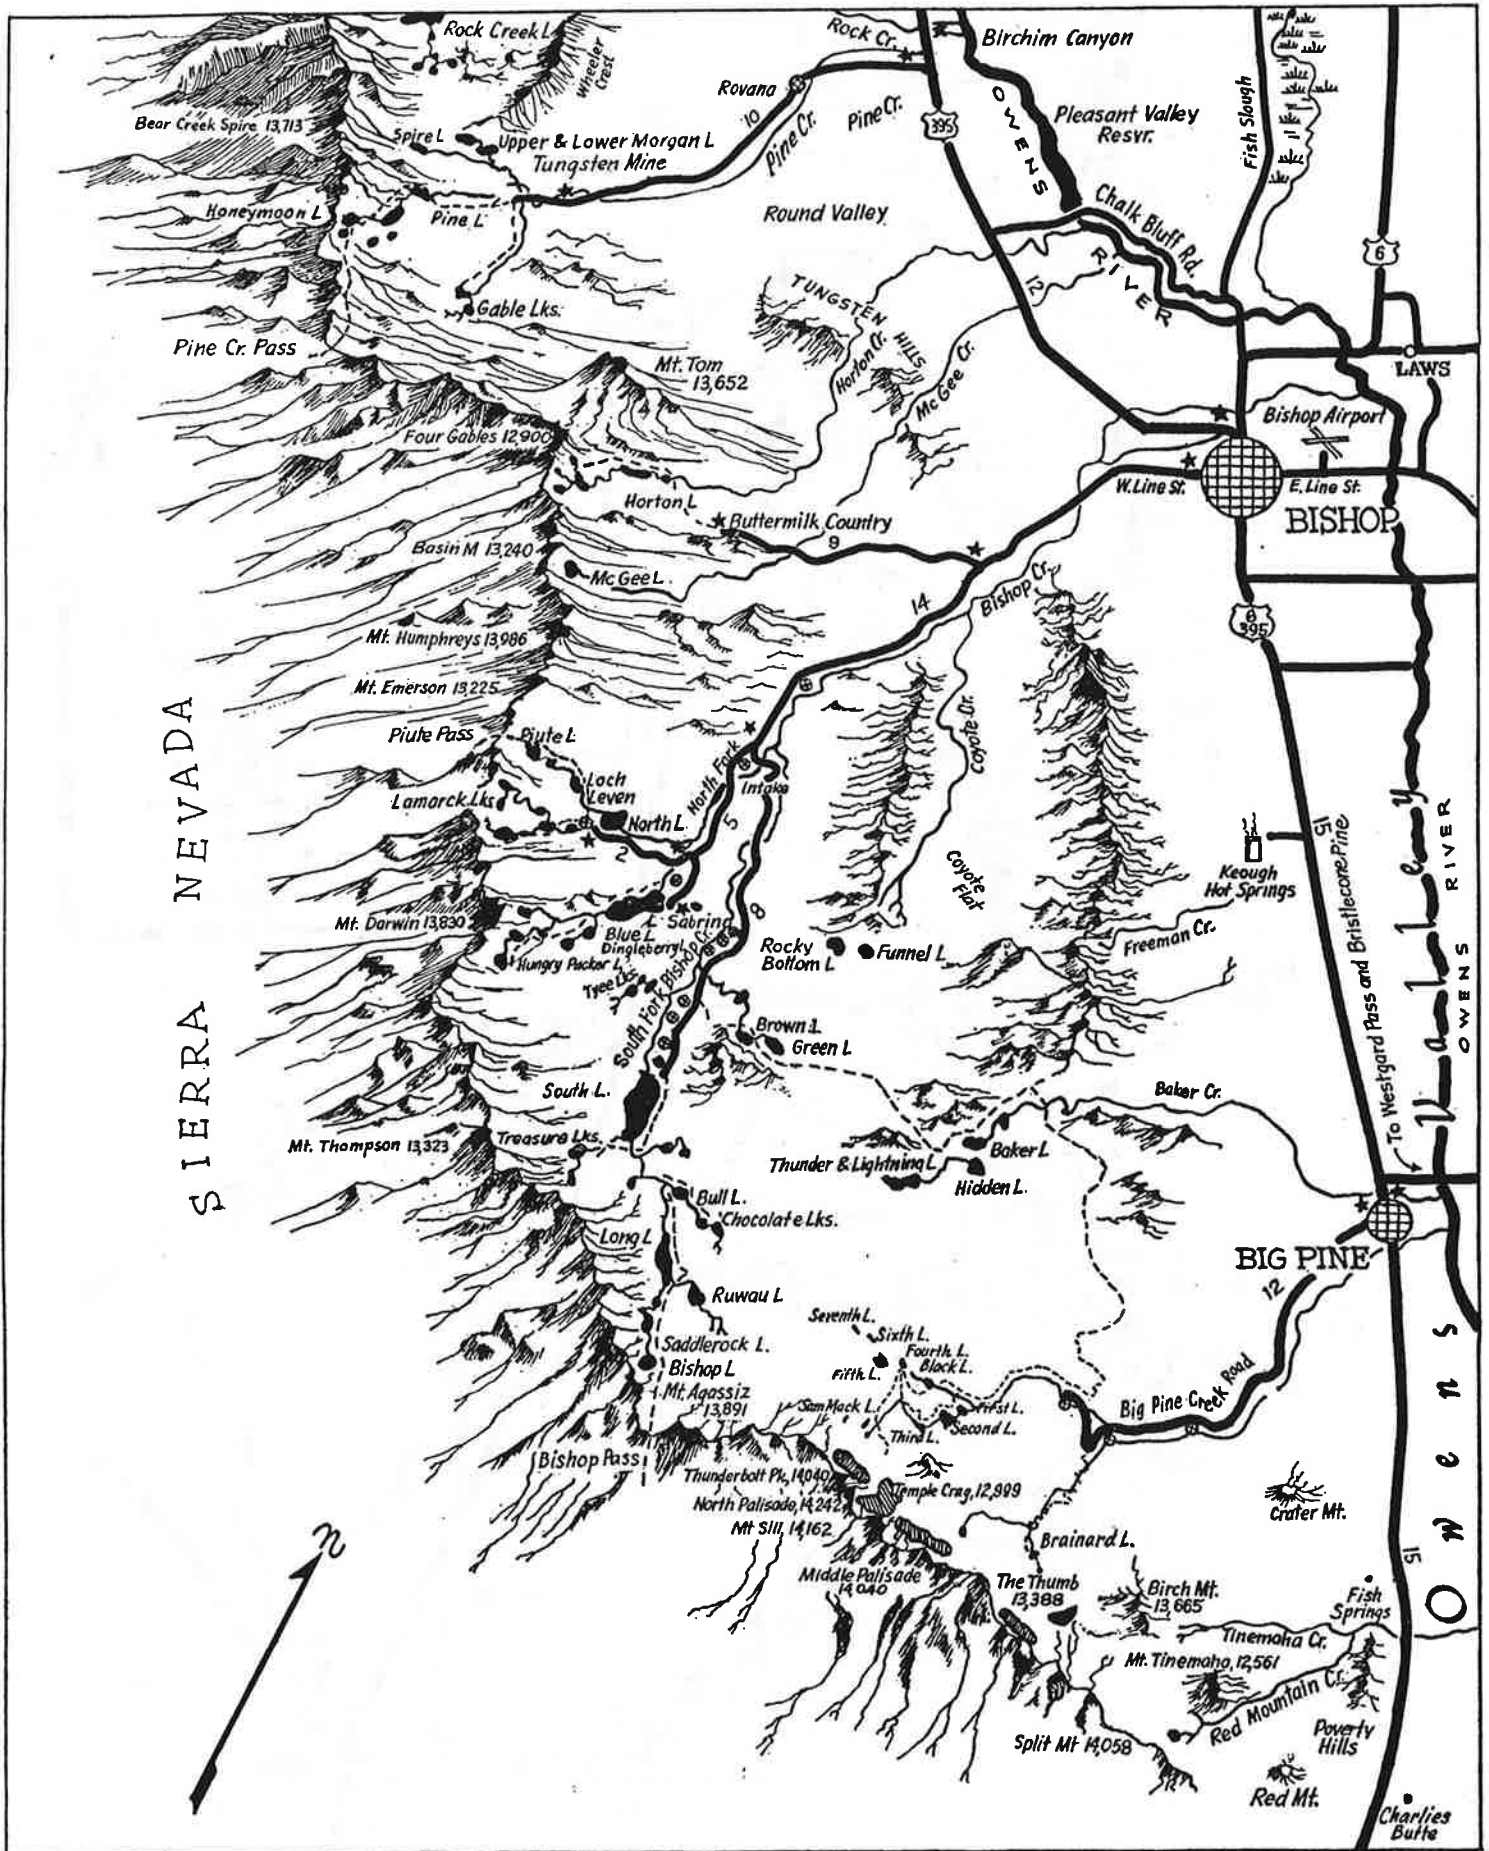 Rock Creek L
Wheeler
Crest
Rock Cr.
Birchim Canyon
Rovana
10
Pine Cr.
Pine Cr.
395
OWENS
Pleasant Valley
Resvr.
Fish Slough
6
Bear Creek Spire 13,713
Spire L
Upper & Lower Morgan L
Tungsten Mine
Honeymoon L
Pine L
Round Valley
Chalk Bluff Rd.
RIVER
12
Gable Lks.
TUNGSTEN
HILLS
Pine Cr. Pass
Horton Cr.
McGee Cr.
Mt. Tom
13,652
LAWS
Bishop Airport
Four Gables 12900
W. Line St.
E. Line St.
BISHOP
Horton L
Buttermilk Country
9
Basin M 13,240
McGee L
14
Bishop Cr.
6
395
Mt. Humphreys 13,986
Mt. Emerson 13,225
Piute Pass
Piute L
Coyote Cr.
North Fork
Intake
Loch
Leven
Lamarck Lks
North L
5
2
15
SIERRA NEVADA
Coyote
Flat
Keough
Hot Springs
To Westgard Pass and Bristlecone Pine
Owens Valley
OWENS RIVER
Mt. Darwin 13,830
L Sabrina
8
Blue L
Dingleberry L
Hungry Packer L
Tyee Lks
South Fork Bishop Cr.
Rocky
Bottom L
Funnel L
Freeman Cr.
Brown L
Green L
South L.
Baker Cr.
Mt. Thompson 13,323
Treasure Lks.
Thunder & Lightning L
Baker L
Hidden L.
Bull L.
Chocolate Lks.
Long L
BIG PINE
12
Ruwau L
Seventh L.
Sixth L.
Fourth L.
Black L.
Fifth L.
Saddlerock L.
Bishop L
Mt. Agassiz
13,891
Sam Mack L.
First L.
Second L.
Third L.
Big Pine Creek Road
Bishop Pass
Thunderbolt Pk, 14,040
North Palisade, 14,242
Mt Sill, 14,162
Temple Crag, 12,999
Crater Mt.
15
n
Brainard L.
Middle Palisade
14,040
The Thumb
13,388
Birch Mt.
13,665
Fish
Springs
Tinemaha Cr.
Mt. Tinemaha, 12,561
Red Mountain Cr.
Split Mt 14,058
Poverty
Hills
Red Mt.
Charlies
Butte